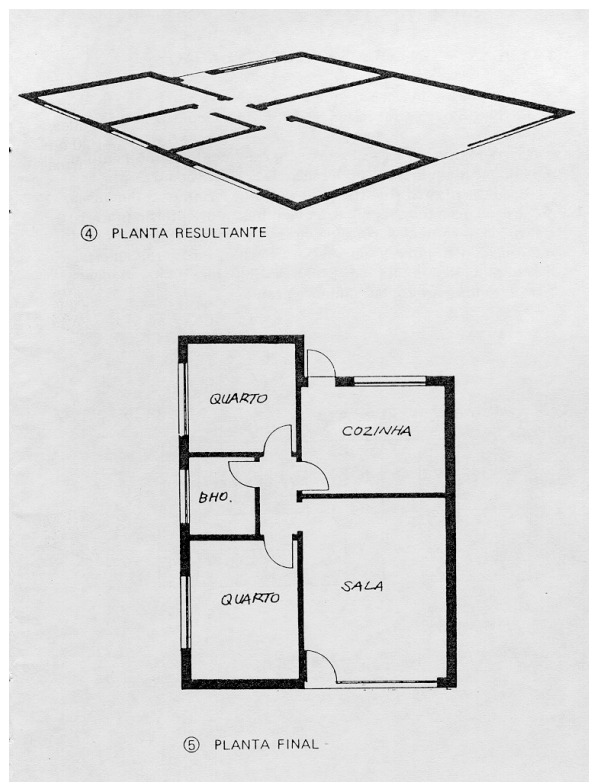 ④ PLANTA RESULTANTE
QUARTO
COZINHA
BHO.
QUARTO
SALA
⑤ PLANTA FINAL